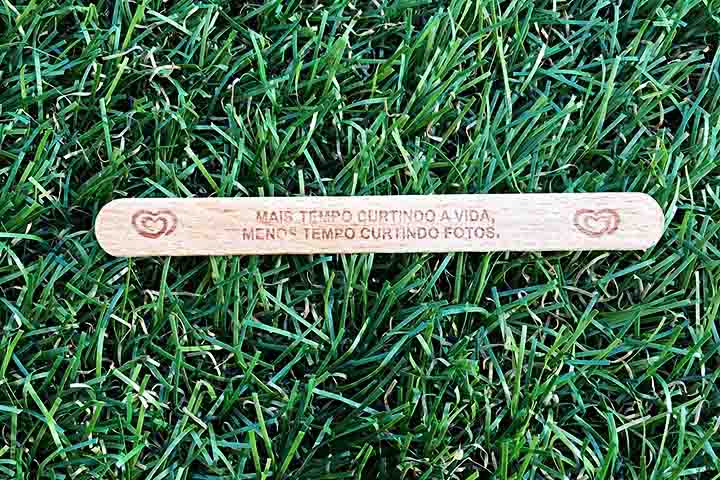 MAIS TEMPO CURTINDO A VIDA,
MENOS TEMPO CURTINDO FOTOS.